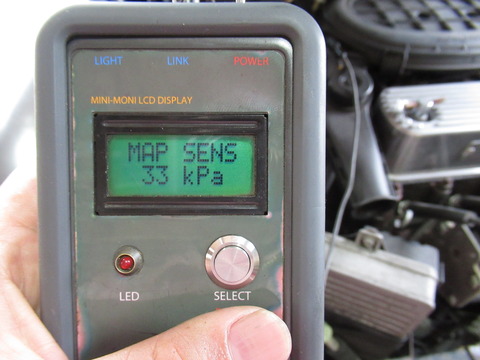 LIGHT LINK POWER
MINI-MONI LCD DISPLAY
MAP SENS
33 kPa
LED SELECT